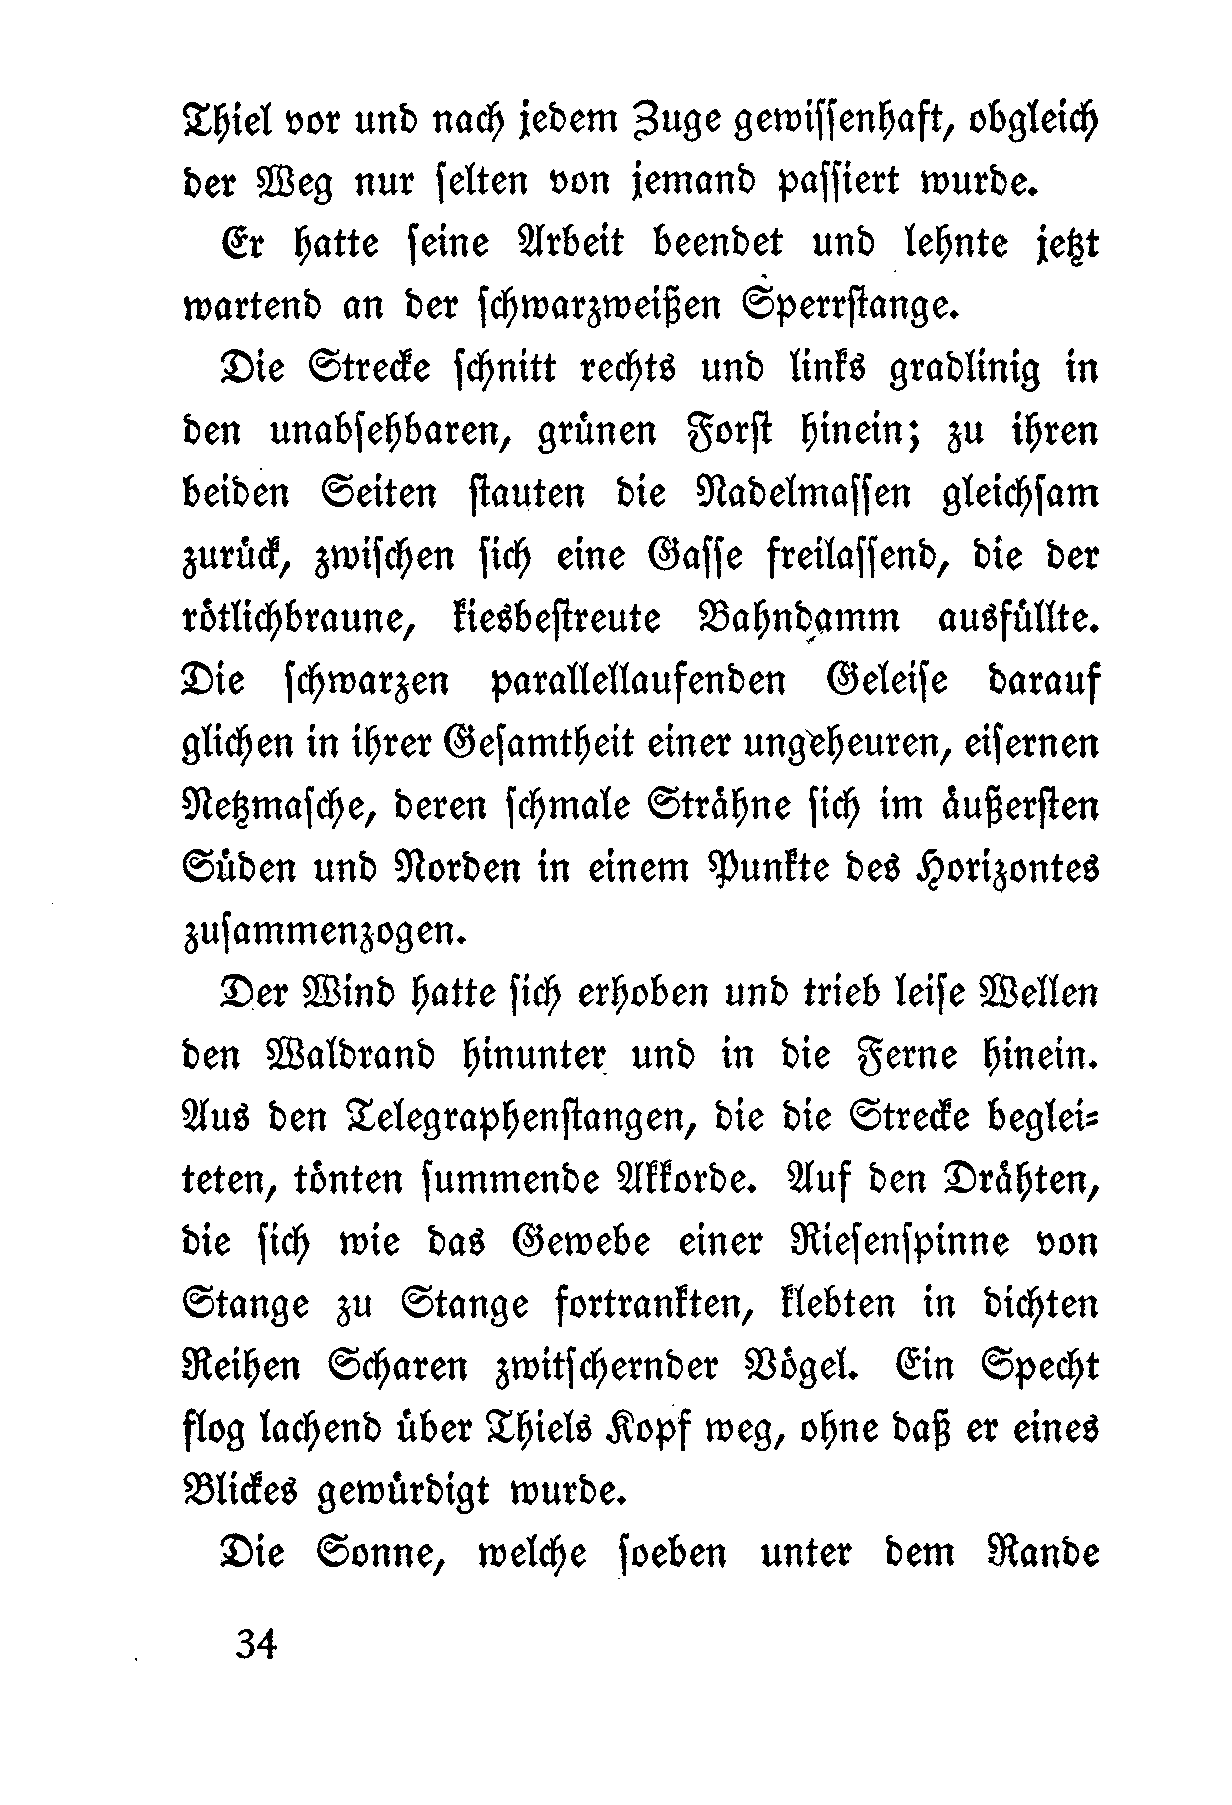 Thiel vor und nach jedem Zuge gewiſſenhaft, obgleich
der Weg nur ſelten von jemand paſſiert wurde.
Er hatte ſeine Arbeit beendet und lehnte jetzt
wartend an der ſchwarzweißen Sperrſtange.
Die Strecke ſchnitt rechts und links gradlinig in
den unabſehbaren, grünen Forſt hinein; zu ihren
beiden Seiten ſtauten die Nadelmaſſen gleichſam
zurück, zwiſchen ſich eine Gaſſe freilaſſend, die der
rötlichbraune, kiesbeſtreute Bahndamm ausfüllte.
Die ſchwarzen parallellaufenden Geleiſe darauf
glichen in ihrer Geſamtheit einer ungeheuren, eiſernen
Netzmaſche, deren ſchmale Strähne ſich im äußerſten
Süden und Norden in einem Punkte des Horizontes
zuſammenzogen.
Der Wind hatte ſich erhoben und trieb leiſe Wellen
den Waldrand hinunter und in die Ferne hinein.
Aus den Telegraphenſtangen, die die Strecke beglei⸗
teten, tönten ſummende Akkorde. Auf den Drähten,
die ſich wie das Gewebe einer Rieſenſpinne von
Stange zu Stange fortrankten, klebten in dichten
Reihen Scharen zwitſchernder Vögel. Ein Specht
flog lachend über Thiels Kopf weg, ohne daß er eines
Blickes gewürdigt wurde.
Die Sonne, welche ſoeben unter dem Rande
34